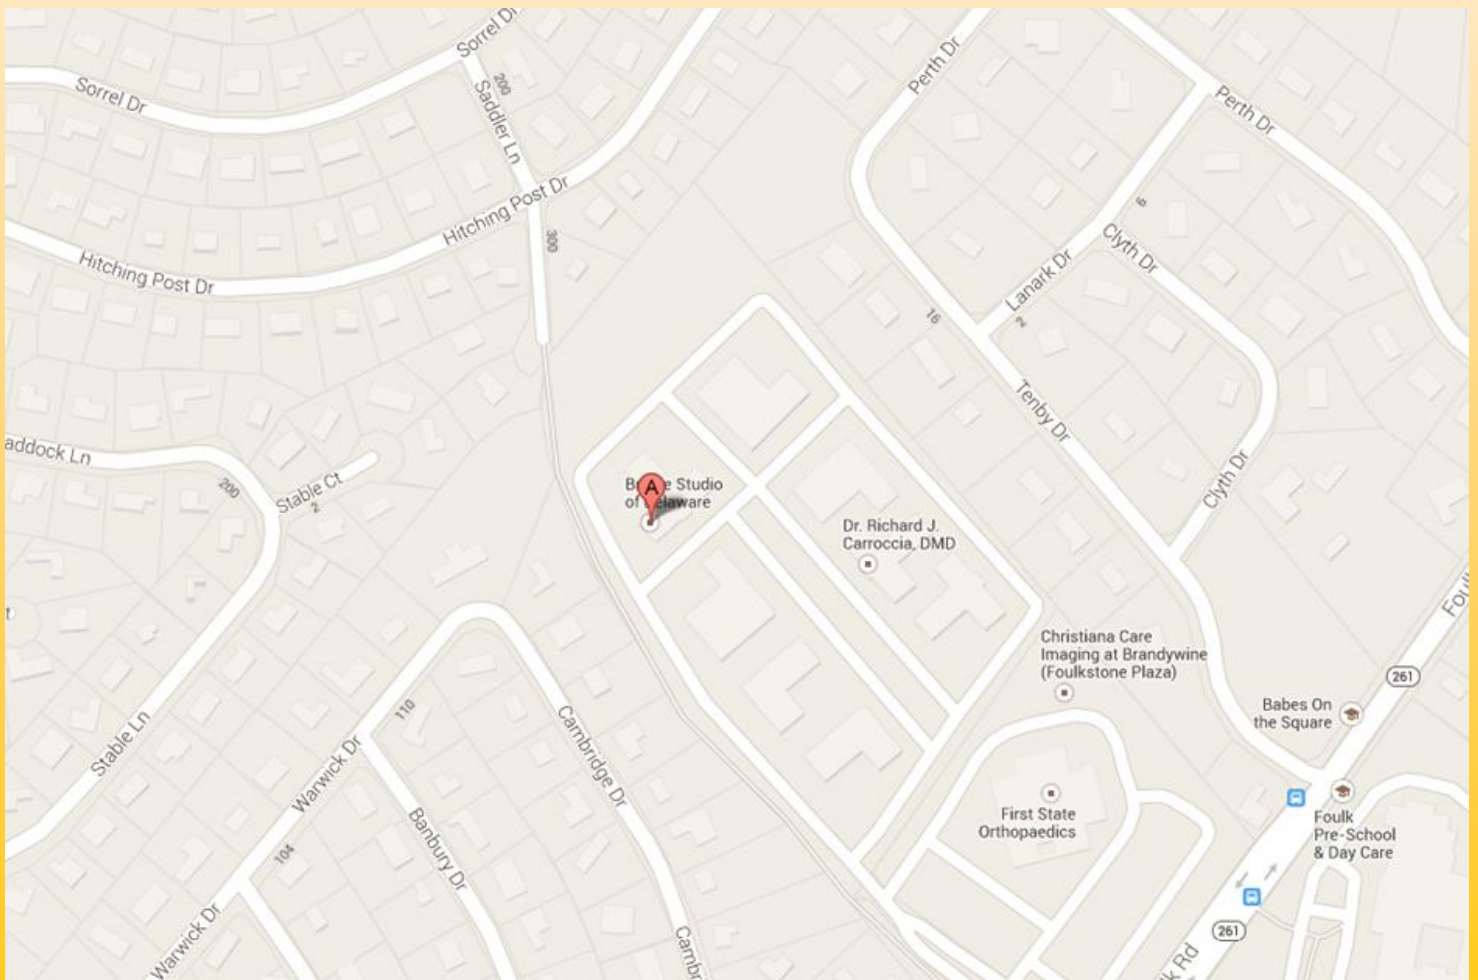 Sorrel Dr
Sorrel Dr
200
Saddler Ln
Hitching Post Dr
Hitching Post Dr
300
Perth Dr
Perth Dr
6
Clyth Dr
Lanark Dr
2
16
Tenby Dr
Clyth Dr
addock Ln
200
Stable Ct
2
Studio
of Delaware
A
Dr. Richard J.
Carroccia, DMD
Christiana Care
Imaging at Brandywine
(Foulkstone Plaza)
261
Babes On
the Square
Foulk
Pre-School
& Day Care
First State
Orthopaedics
Stable Ln
110
Warwick Dr
Cambridge Dr
Banbury Dr
104
Warwick Dr
Camb
261
lk Rd
Foul